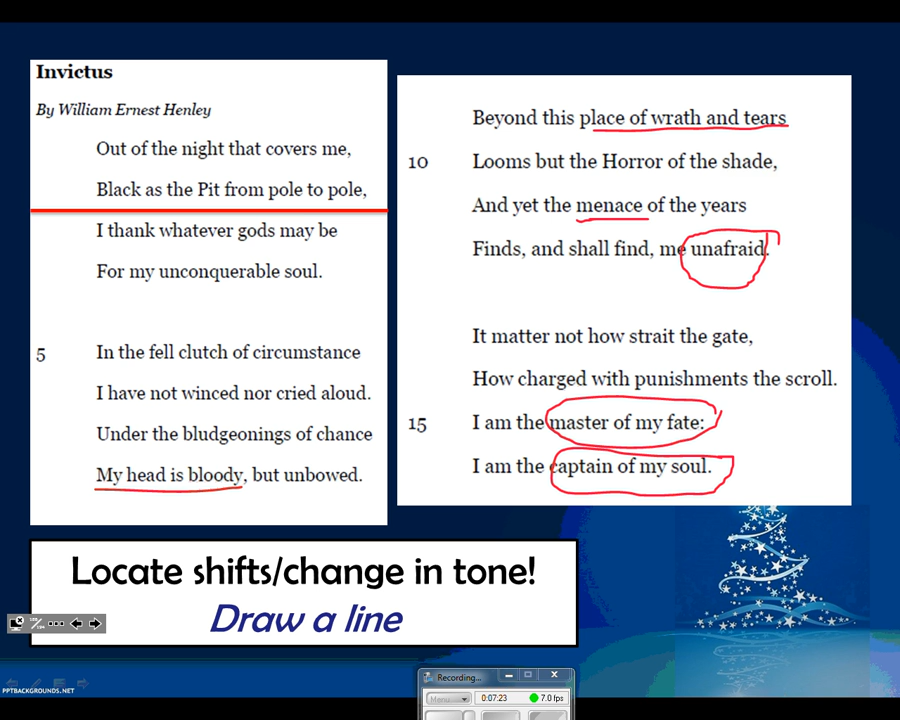 Invictus
By William Ernest Henley
Out of the night that covers me,
Black as the Pit from pole to pole,
I thank whatever gods may be
For my unconquerable soul.
5 In the fell clutch of circumstance
I have not winced nor cried aloud.
Under the bludgeonings of chance
My head is bloody, but unbowed.
Beyond this place of wrath and tears
10 Looms but the Horror of the shade,
And yet the menace of the years
Finds, and shall find, me unafraid.
It matter not how strait the gate,
How charged with punishments the scroll.
15 I am the master of my fate:
I am the captain of my soul.
Locate shifts/change in tone!
Draw a line
PPTBACKGROUNDS.NET
Recording...
Menu
0:07:23
7.0 fps